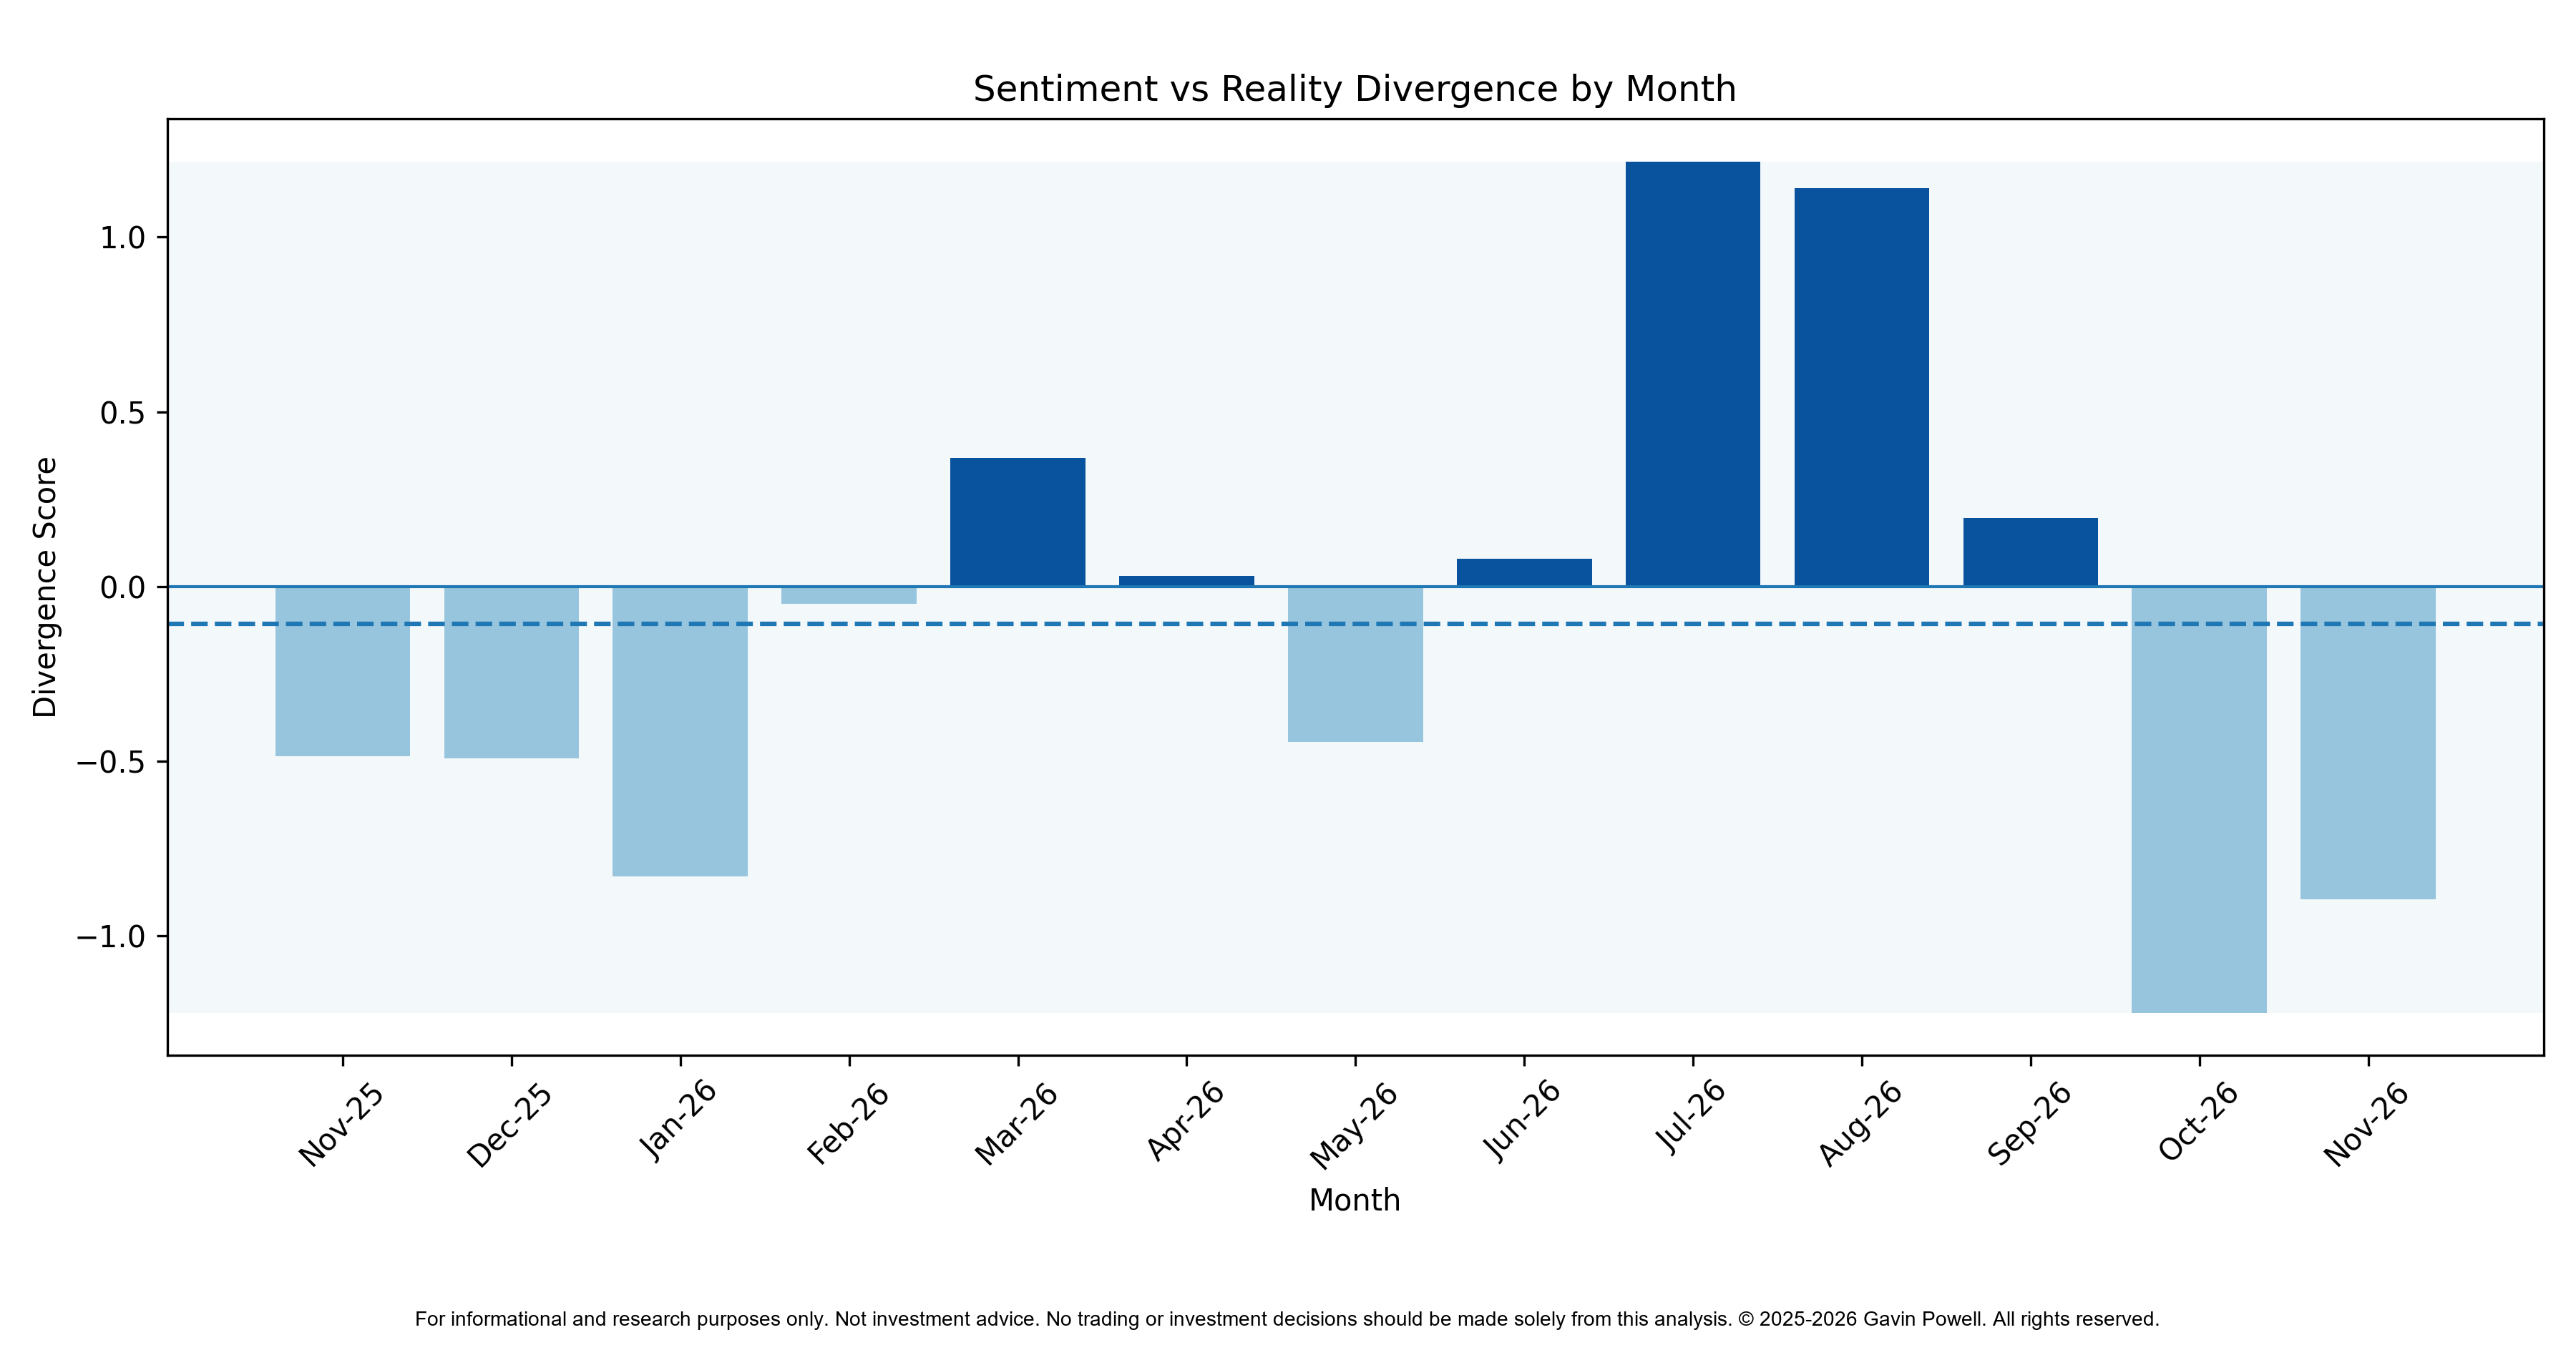 Sentiment vs Reality Divergence by Month
Divergence Score
1.0
0.5
0.0
−0.5
−1.0
Nov-25
Dec-25
Jan-26
Feb-26
Mar-26
Apr-26
May-26
Jun-26
Jul-26
Aug-26
Sep-26
Oct-26
Nov-26
Month
For informational and research purposes only. Not investment advice. No trading or investment decisions should be made solely from this analysis. © 2025-2026 Gavin Powell. All rights reserved.